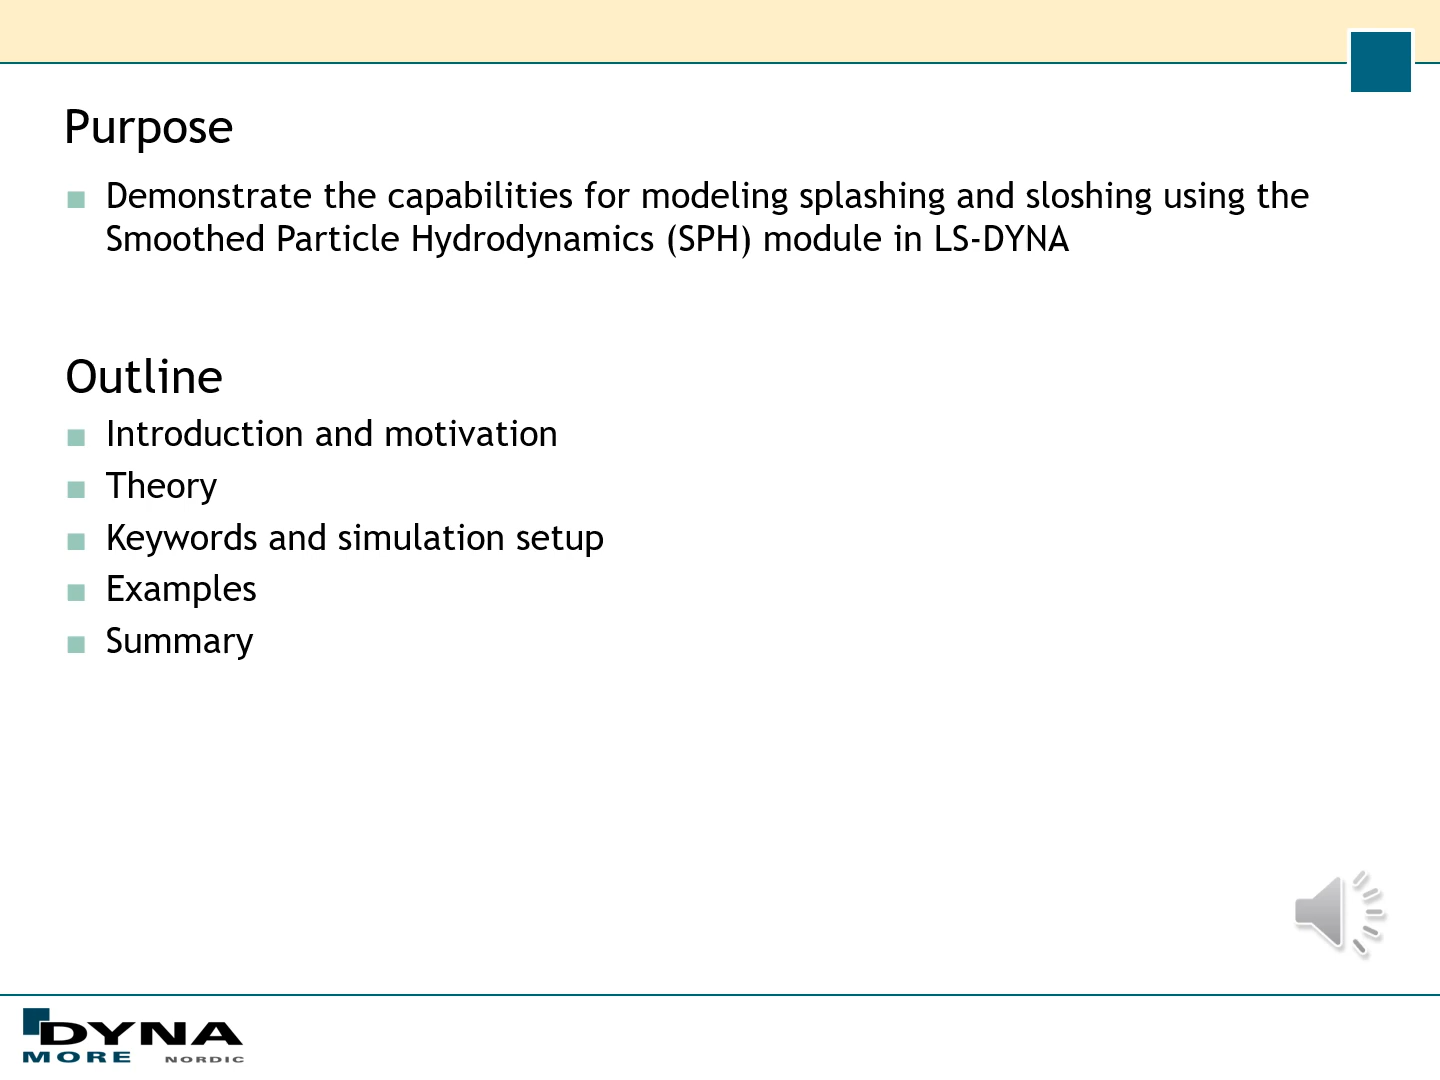 Purpose
Demonstrate the capabilities for modeling splashing and sloshing using the
Smoothed Particle Hydrodynamics (SPH) module in LS-DYNA
Outline
Introduction and motivation
Theory
Keywords and simulation setup
Examples
Summary
DYNA
MORE NORDIC